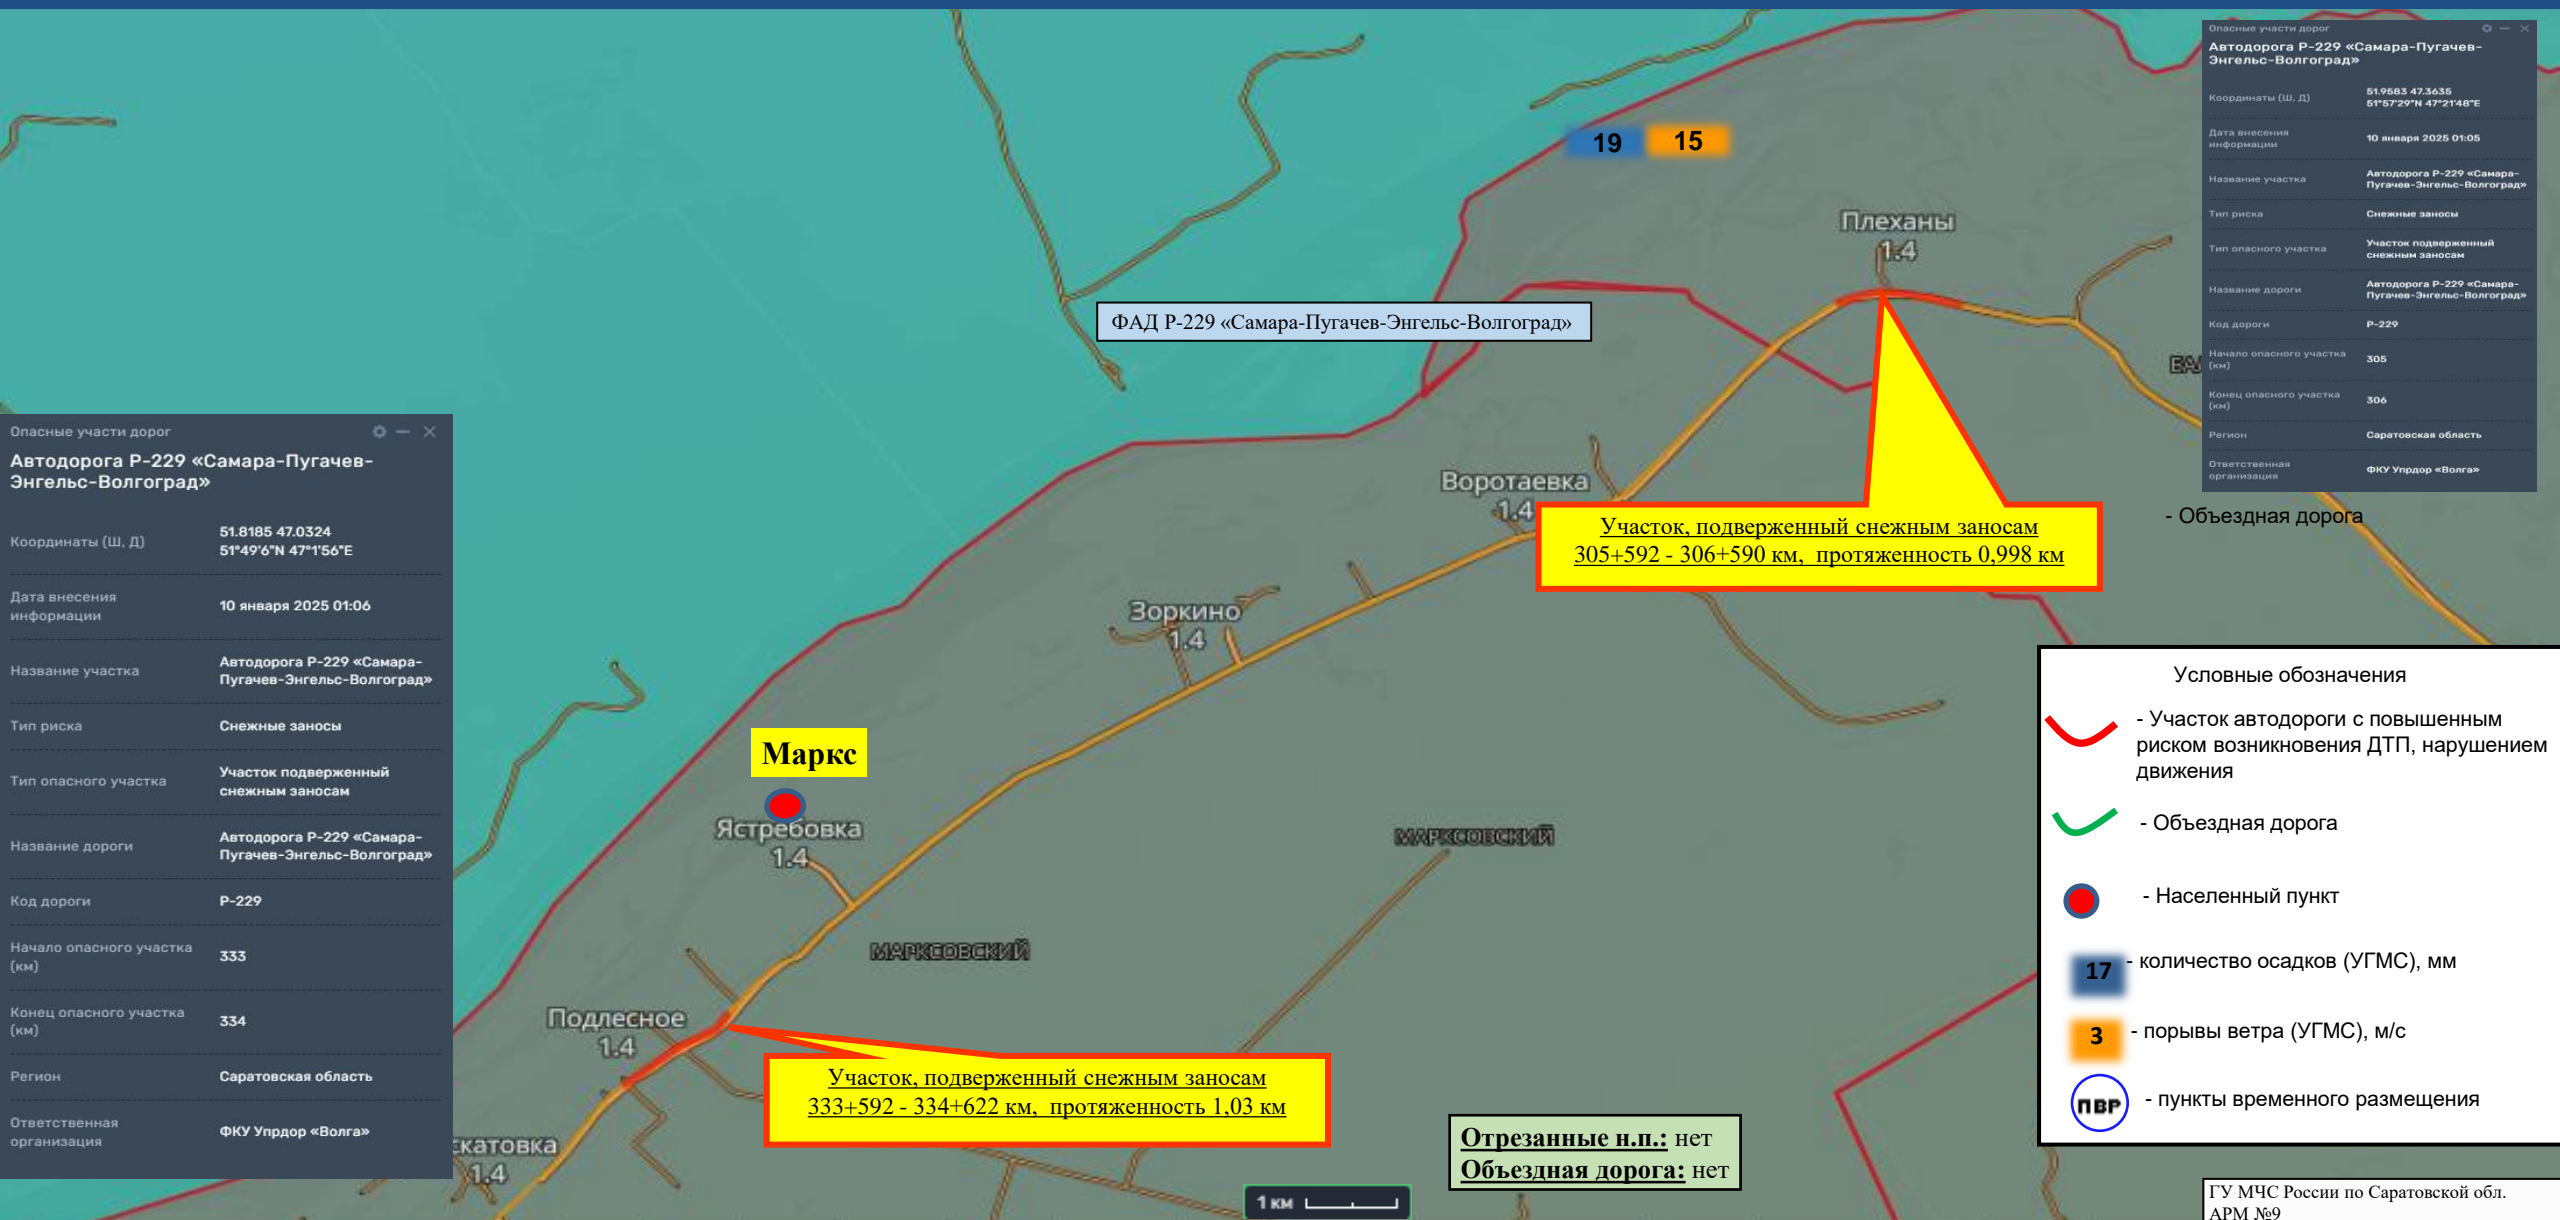 Опасные участи дорог
Автодорога Р-229 «Самара-Пугачев-
Энгельс-Волгоград»
Координаты (Ш, Д)
51.9583 47.3635
51°57'29"N 47°21'48"E
Дата внесения
информации
10 января 2025 01:05
Название участка
Автодорога Р-229 «Самара-
Пугачев-Энгельс-Волгоград»
Тип риска
Снежные заносы
Тип опасного участка
Участок подверженный
снежным заносам
Название дороги
Автодорога Р-229 «Самара-
Пугачев-Энгельс-Волгоград»
Код дороги
Р-229
Начало опасного участка
(км)
305
Конец опасного участка
(км)
306
Регион
Саратовская область
Ответственная
организация
ФКУ Упрдор «Волга»
- Объездная дорога
19
15
Плеханы
1.4
ФАД Р-229 «Самара-Пугачев-Энгельс-Волгоград»
Воротаевка
1.4
Участок, подверженный снежным заносам
305+592 - 306+590 км, протяженность 0,998 км
Зоркино
1.4
Опасные участи дорог
Автодорога Р-229 «Самара-Пугачев-
Энгельс-Волгоград»
Координаты (Ш, Д)
51.8185 47.0324
51°49'6"N 47°1'56"E
Дата внесения
информации
10 января 2025 01:06
Название участка
Автодорога Р-229 «Самара-
Пугачев-Энгельс-Волгоград»
Тип риска
Снежные заносы
Тип опасного участка
Участок подверженный
снежным заносам
Название дороги
Автодорога Р-229 «Самара-
Пугачев-Энгельс-Волгоград»
Код дороги
Р-229
Начало опасного участка
(км)
333
Конец опасного участка
(км)
334
Регион
Саратовская область
Ответственная
организация
ФКУ Упрдор «Волга»
Маркс
Ястребовка
1.4
МАРКСОВСКИЙ
МАРКСОВСКИЙ
Подлесное
1.4
Участок, подверженный снежным заносам
333+592 - 334+622 км, протяженность 1,03 км
скатовка
1.4
Отрезанные н.п.: нет
Объездная дорога: нет
1 км
Условные обозначения
- Участок автодороги с повышенным
риском возникновения ДТП, нарушением
движения
- Объездная дорога
- Населенный пункт
17 - количество осадков (УГМС), мм
3 - порывы ветра (УГМС), м/с
ПВР - пункты временного размещения
ГУ МЧС России по Саратовской обл.
АРМ №9